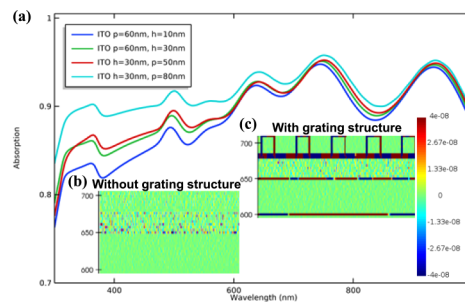 (a)
1
0.9
0.8
0.7
Absorption
ITO p=60nm, h=10nm
ITO p=60nm, h=30nm
ITO h=30nm, p=50nm
ITO h=30nm, p=80nm
(c) With grating structure
700
650
600
4e-08
2.67e-08
1.33e-08
0
-1.33e-08
-2.67e-08
-4e-08
(b) Without grating structure
700
650
600
400
600
800
Wavelength (nm)